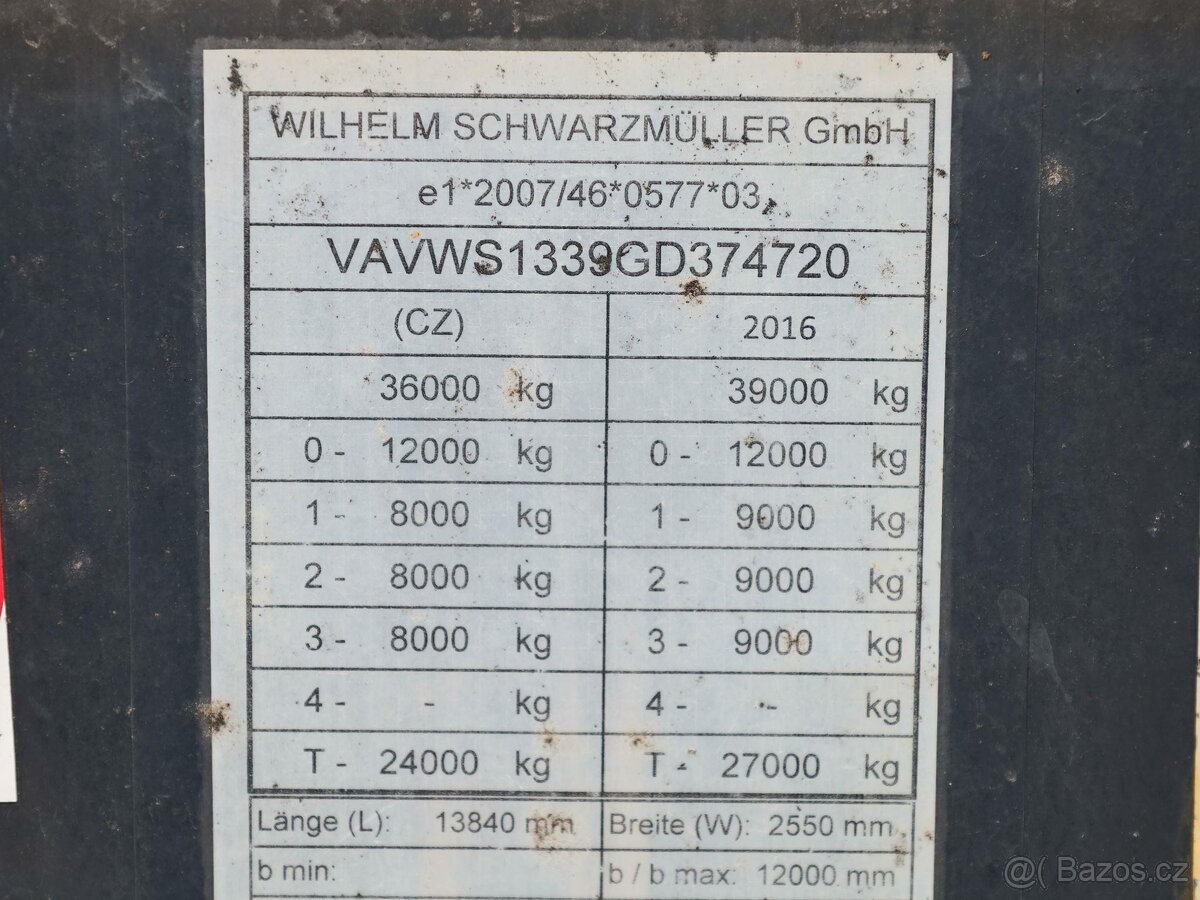 WILHELM SCHWARZMÜLLER GmbH
e1*2007/46*0577*03
VAVWS1339GD374720
(CZ) 2016
36000 kg 39000 kg
0 - 12000 kg 0 - 12000 kg
1 - 8000 kg 1 - 9000 kg
2 - 8000 kg 2 - 9000 kg
3 - 8000 kg 3 - 9000 kg
4 - - kg 4 - - kg
T - 24000 kg T - 27000 kg
Länge (L): 13840 mm Breite (W): 2550 mm
b min: b / b max: 12000 mm
@( Bazos.cz